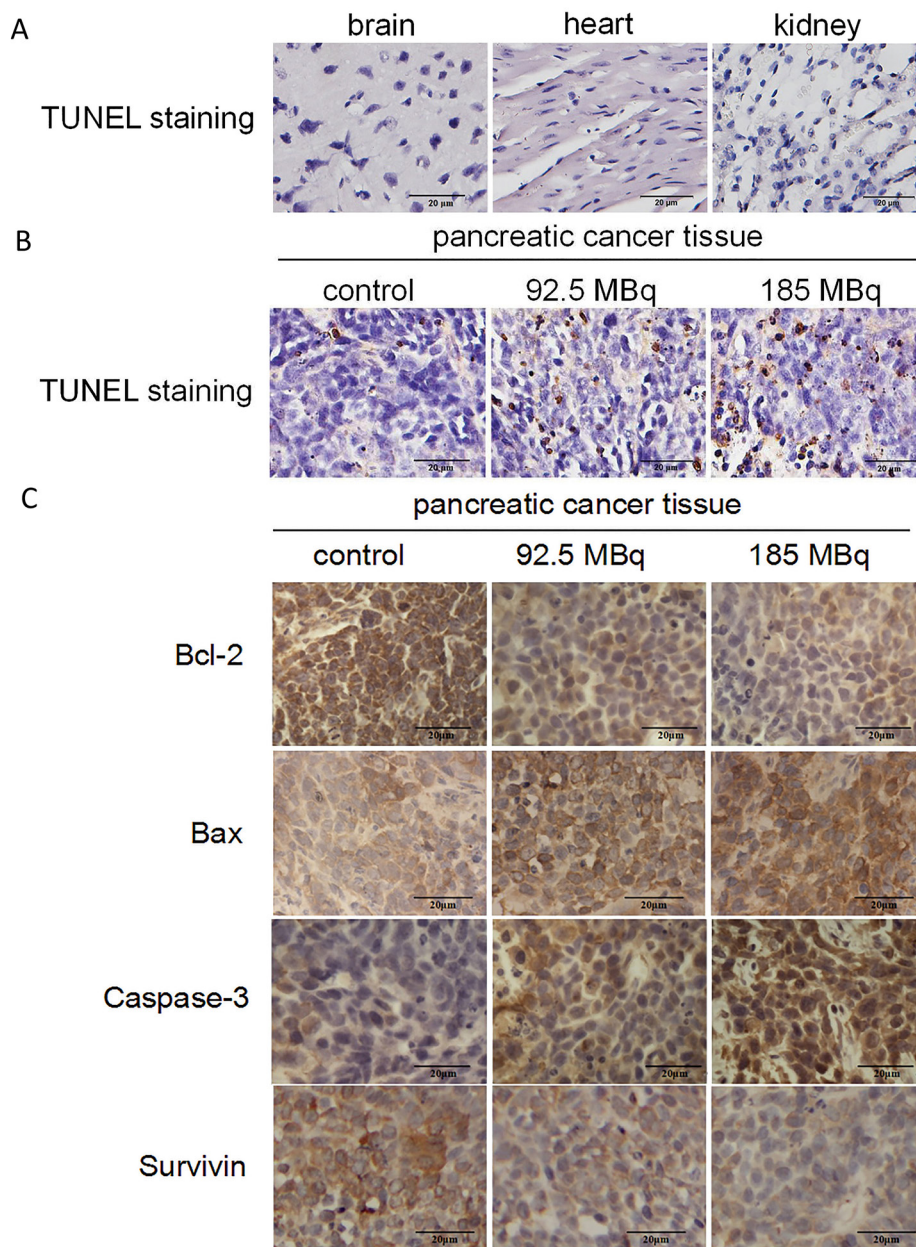 A
brain heart kidney
TUNEL staining
20 µm 20 µm 20 µm
B
pancreatic cancer tissue
control 92.5 MBq 185 MBq
TUNEL staining
20 µm 20 µm 20 µm
C
pancreatic cancer tissue
control 92.5 MBq 185 MBq
Bcl-2
20µm 20µm 20µm
Bax
20µm 20µm 20µm
Caspase-3
20µm 20µm 20µm
Survivin
20µm 20µm 20µm